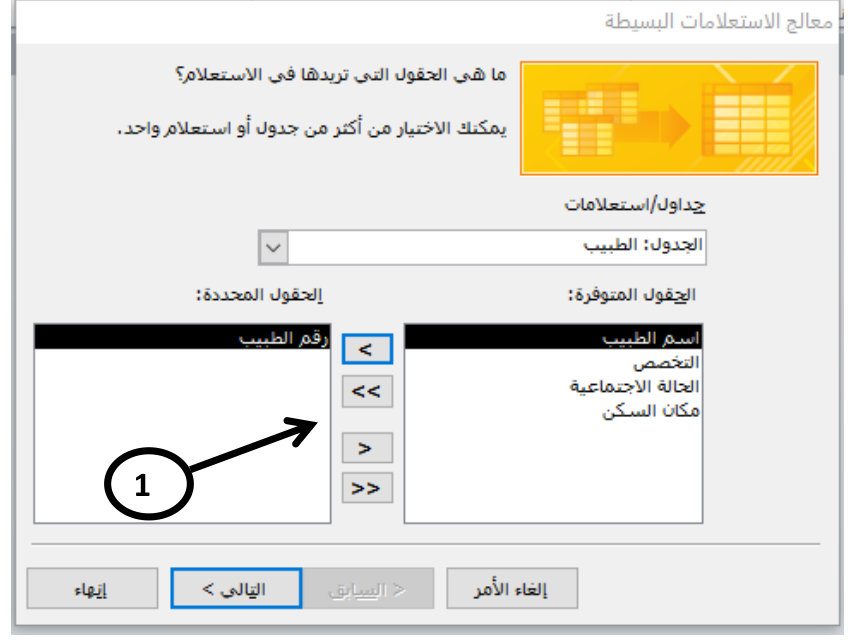 معالج الاستعلامات البسيطة
ما هي الحقول التي تريدها في الاستعلام؟
يمكنك الاختيار من أكثر من جدول أو استعلام واحد.
جداول/استعلامات
الجدول: الطبيب
الحقول المتوفرة:
اسم الطبيب
التخصص
الحالة الاجتماعية
مكان السكن
<
<<
>
>>
الحقول المحددة:
رقم الطبيب
1
إلغاء الأمر
< السابق
التالي >
إنهاء